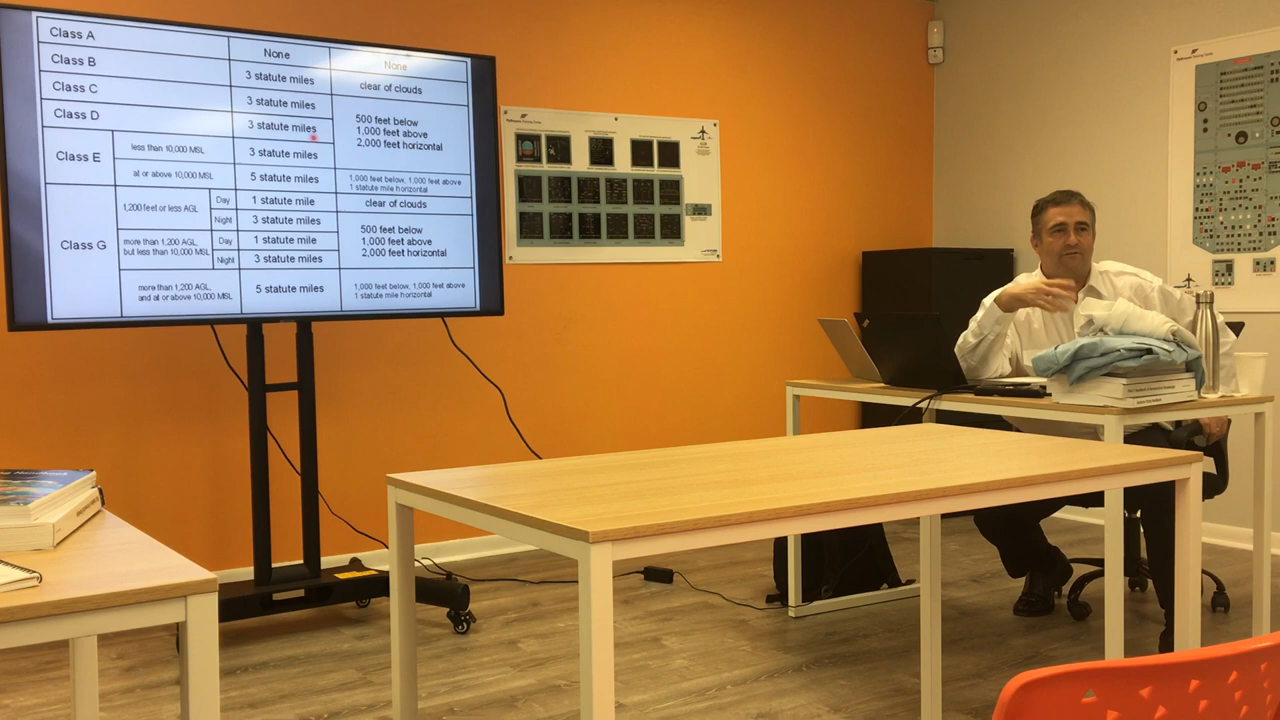 Class A
None
None
Class B
3 statute miles
clear of clouds
Class C
3 statute miles
500 feet below
1,000 feet above
2,000 feet horizontal
Class D
3 statute miles
Class E
less than 10,000 MSL
3 statute miles
at or above 10,000 MSL
5 statute miles
1,000 feet below, 1,000 feet above
1 statute mile horizontal
Class G
1,200 feet or less AGL
Day
1 statute mile
clear of clouds
Night
3 statute miles
500 feet below
1,000 feet above
2,000 feet horizontal
more than 1,200 AGL,
but less than 10,000 MSL
Day
1 statute mile
Night
3 statute miles
more than 1,200 AGL,
and at or above 10,000 MSL
5 statute miles
1,000 feet below, 1,000 feet above
1 statute mile horizontal
Training Center